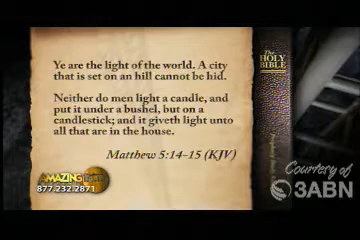 Ye are the light of the world. A city
that is set on an hill cannot be hid.
Neither do men light a candle, and
put it under a bushel, but on a
candlestick; and it giveth light unto
all that are in the house.
Matthew 5:14-15 (KJV)
The
HOLY
BIBLE
AMAZING
877.232.2871
Courtesy of
3ABN